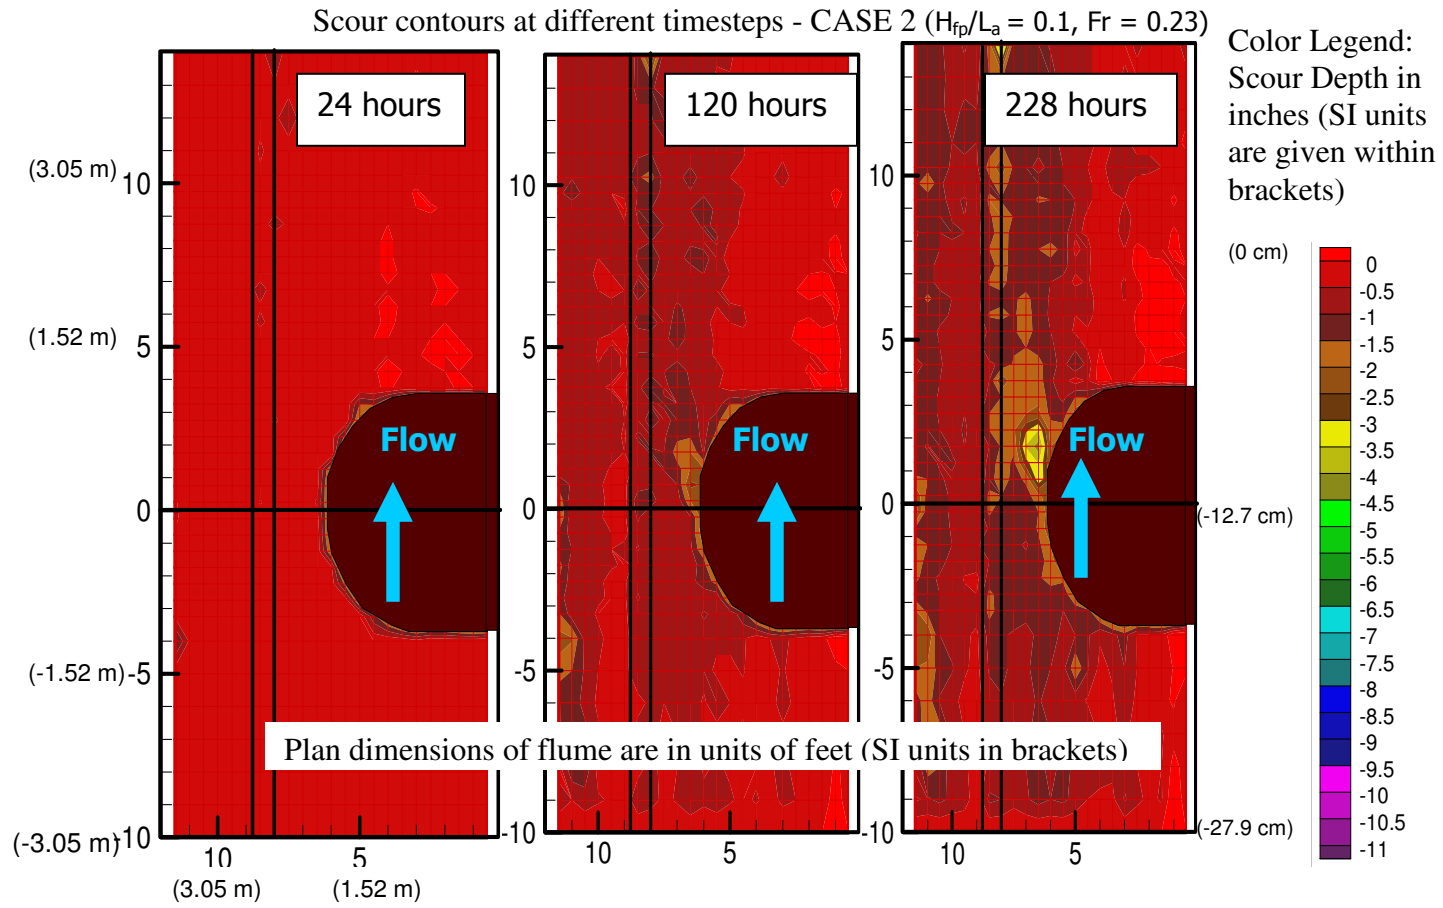 Scour contours at different timesteps - CASE 2 (Hfp/La = 0.1, Fr = 0.23)
Color Legend:
Scour Depth in
inches (SI units
are given within
brackets)
24 hours
120 hours
228 hours
(3.05 m) 10
(1.52 m) 5
0
(-1.52 m) -5
(-3.05 m) -10
10
5
0
-5
-10
10
5
0
-5
-10
Flow
Flow
Flow
Plan dimensions of flume are in units of feet (SI units in brackets)
10 5
10 5
10 5
(3.05 m) (1.52 m)
(0 cm)
(-12.7 cm)
(-27.9 cm)
0
-0.5
-1
-1.5
-2
-2.5
-3
-3.5
-4
-4.5
-5
-5.5
-6
-6.5
-7
-7.5
-8
-8.5
-9
-9.5
-10
-10.5
-11